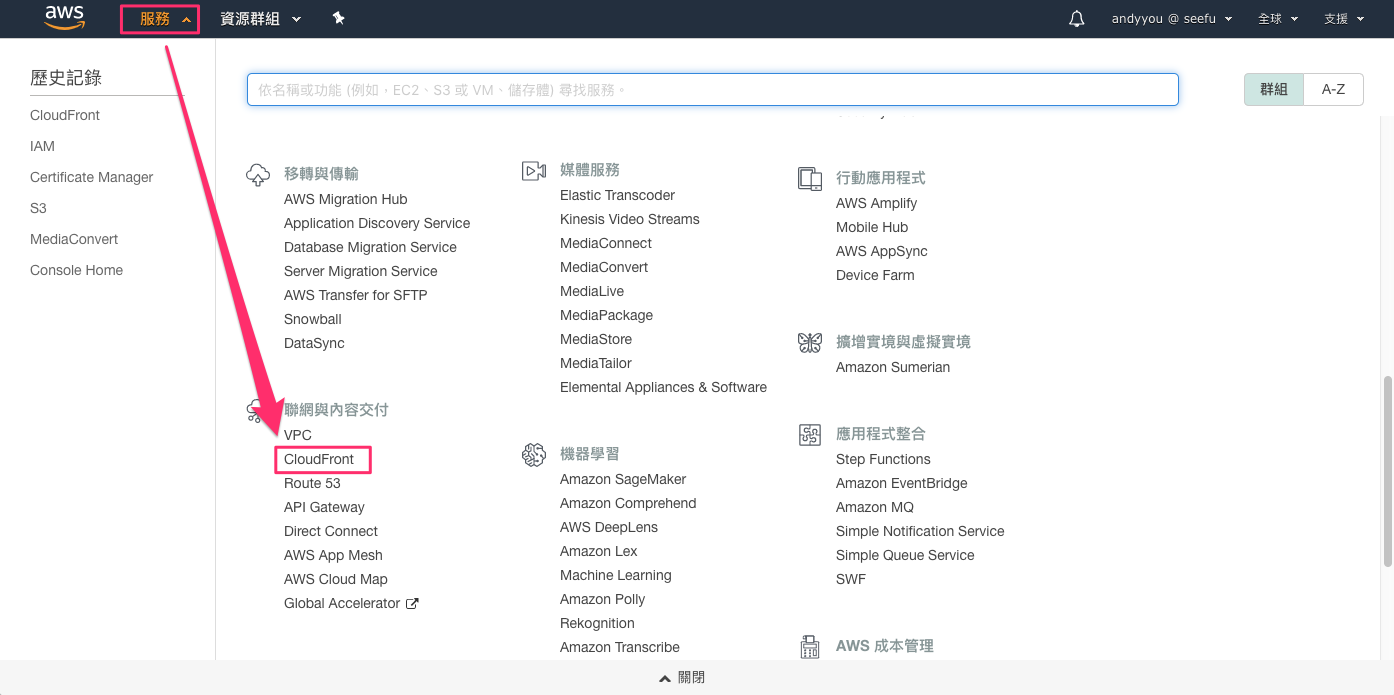 aws
服務
資源群組
andyyou @ seefu
全球
支援
歷史記錄
CloudFront
IAM
Certificate Manager
S3
MediaConvert
Console Home
依名稱或功能 (例如，EC2、S3 或 VM、儲存體) 尋找服務。
群組
A-Z
移轉與傳輸
AWS Migration Hub
Application Discovery Service
Database Migration Service
Server Migration Service
AWS Transfer for SFTP
Snowball
DataSync
聯網與內容交付
VPC
CloudFront
Route 53
API Gateway
Direct Connect
AWS App Mesh
AWS Cloud Map
Global Accelerator
媒體服務
Elastic Transcoder
Kinesis Video Streams
MediaConnect
MediaConvert
MediaLive
MediaPackage
MediaStore
MediaTailor
Elemental Appliances & Software
機器學習
Amazon SageMaker
Amazon Comprehend
AWS DeepLens
Amazon Lex
Machine Learning
Amazon Polly
Rekognition
Amazon Transcribe
行動應用程式
AWS Amplify
Mobile Hub
AWS AppSync
Device Farm
擴增實境與虛擬實境
Amazon Sumerian
應用程式整合
Step Functions
Amazon EventBridge
Amazon MQ
Simple Notification Service
Simple Queue Service
SWF
AWS 成本管理
關閉